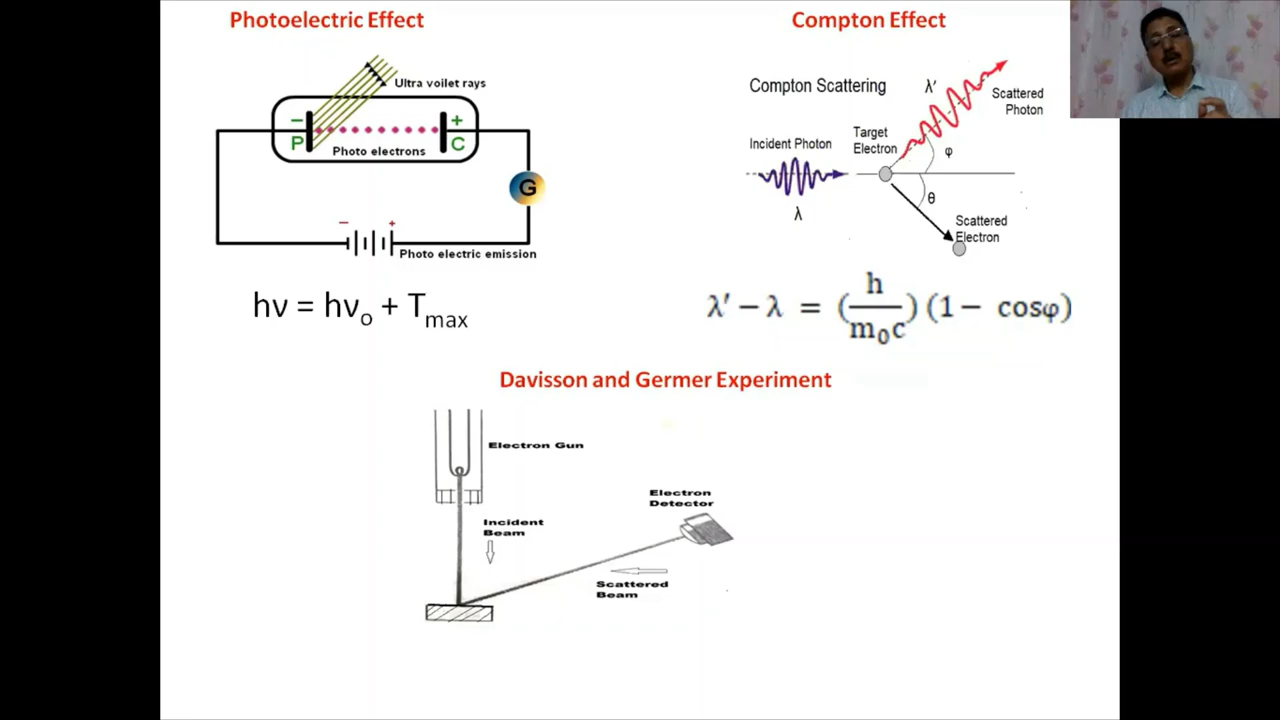 Photoelectric Effect
Ultra voilet rays
−
+
P
C
Photo electrons
G
−
+
Photo electric emission
hν = hνo + Tmax
Compton Effect
Compton Scattering
λ'
Scattered
Photon
Target
Electron
Incident Photon
φ
λ
θ
Scattered
Electron
λ' − λ = (h/m0c)(1 − cosφ)
Davisson and Germer Experiment
Electron Gun
Electron
Detector
Incident
Beam
Scattered
Beam